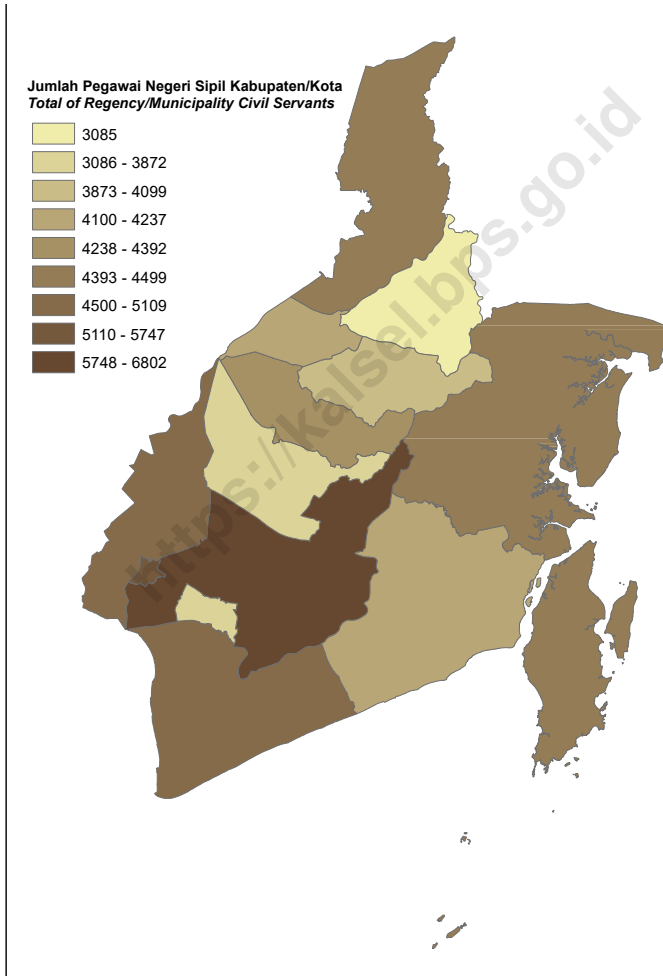 Jumlah Pegawai Negeri Sipil Kabupaten/Kota
Total of Regency/Municipality Civil Servants
3085
3086 - 3872
3873 - 4099
4100 - 4237
4238 - 4392
4393 - 4499
4500 - 5109
5110 - 5747
5748 - 6802
https://kalsel.bps.go.id